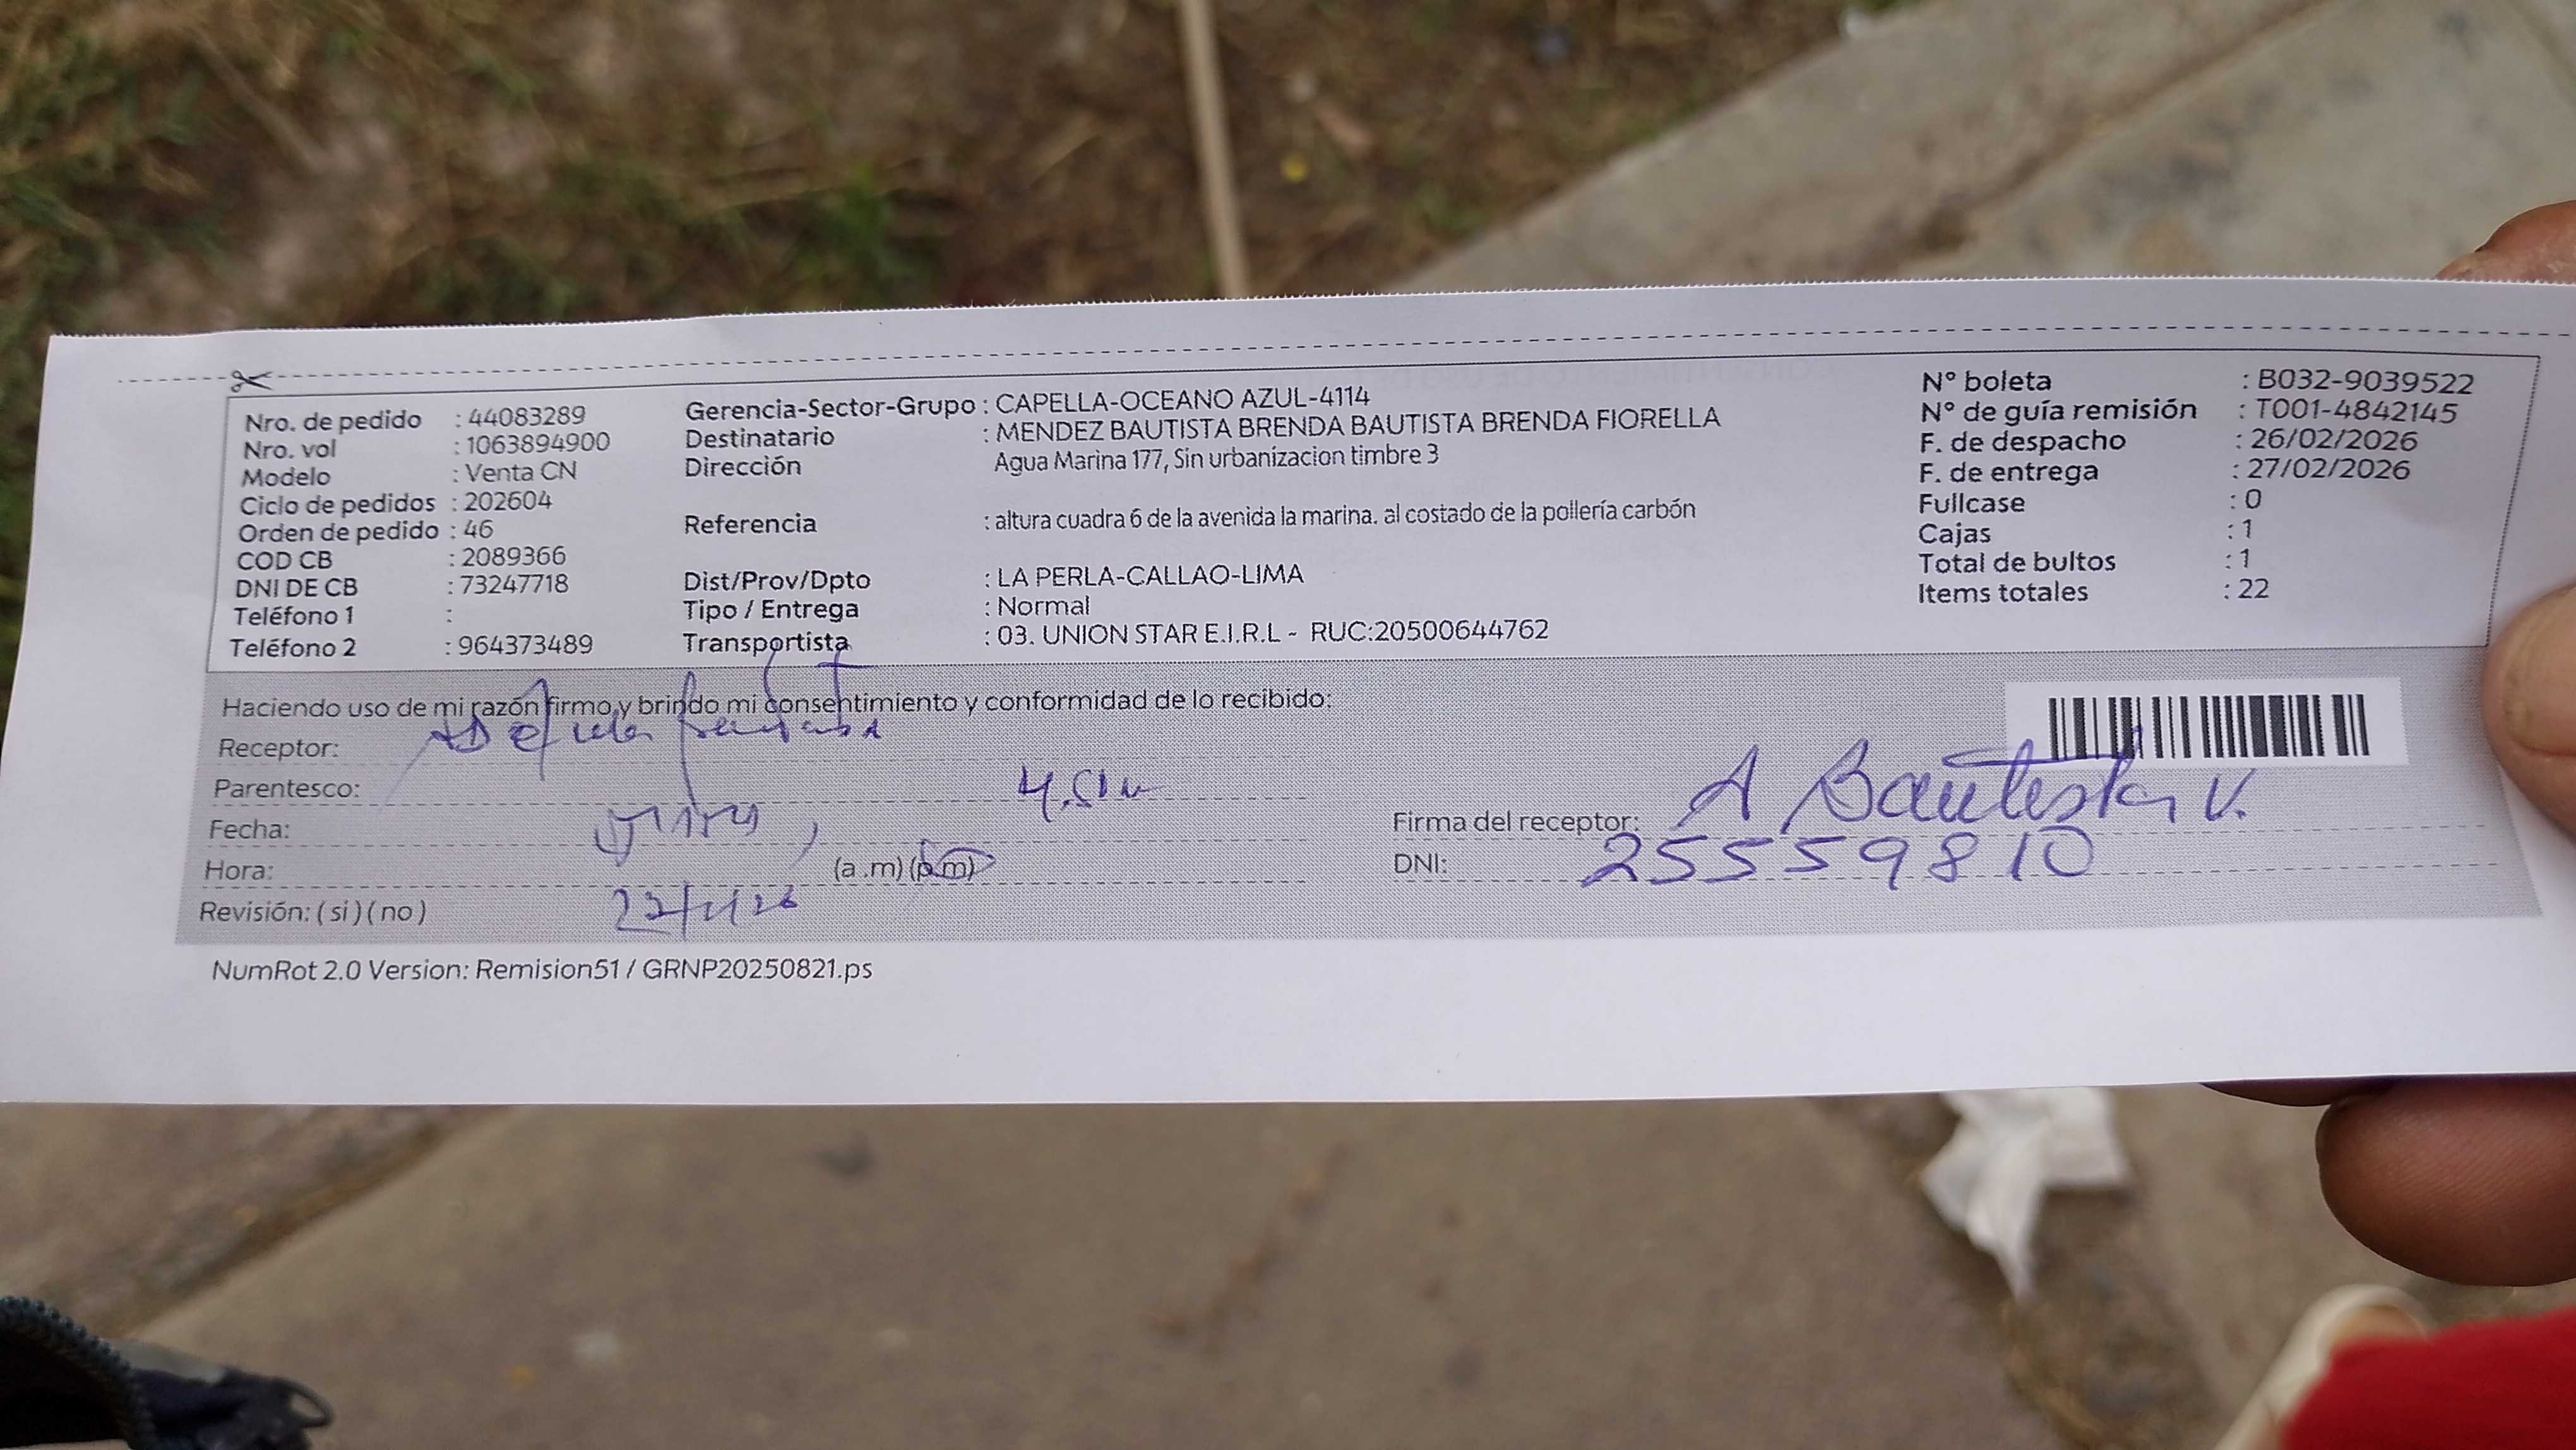 Nro. de pedido : 44083289
Nro. vol : 1063894900
Modelo : Venta CN
Ciclo de pedidos : 202604
Orden de pedido : 46
COD CB : 2089366
DNI DE CB : 73247718
Teléfono 1 :
Teléfono 2 : 964373489
Gerencia-Sector-Grupo : CAPELLA-OCEANO AZUL-4114
Destinatario : MENDEZ BAUTISTA BRENDA BAUTISTA BRENDA FIORELLA
Dirección Agua Marina 177, Sin urbanizacion timbre 3
Referencia : altura cuadra 6 de la avenida la marina. al costado de la pollería carbón
Dist/Prov/Dpto : LA PERLA-CALLAO-LIMA
Tipo / Entrega : Normal
Transportista : 03. UNION STAR E.I.R.L - RUC:20500644762
N° boleta : B032-9039522
N° de guía remisión : T001-4842145
F. de despacho : 26/02/2026
F. de entrega : 27/02/2026
Fullcase : 0
Cajas : 1
Total de bultos : 1
Items totales : 22
Haciendo uso de mi razón firmo y brindo mi consentimiento y conformidad de lo recibido:
Receptor:
Parentesco:
Fecha:
Hora: (a.m) (p.m)
Revisión: ( si ) ( no )
Firma del receptor: A Bautista V.
DNI: 25559810
NumRot 2.0 Version: Remision51 / GRNP20250821.ps